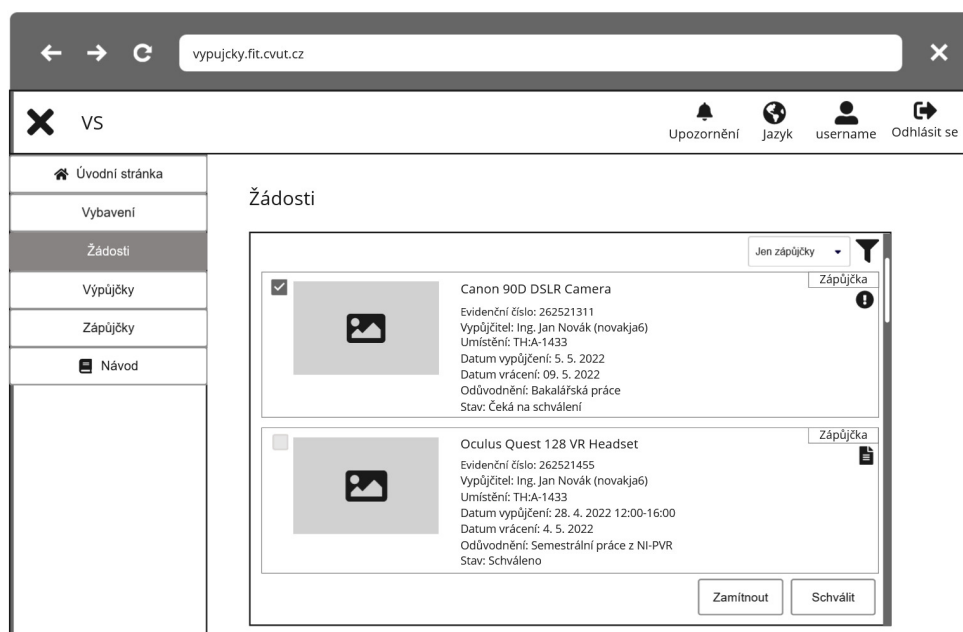 vypujcky.fit.cvut.cz
VS
Upozornění
Jazyk
username
Odhlásit se
Úvodní stránka
Vybavení
Žádosti
Výpůjčky
Zápůjčky
Návod
Žádosti
Jen zápůjčky
Zápůjčka
Canon 90D DSLR Camera
Evidenční číslo: 262521311
Vypůjčitel: Ing. Jan Novák (novakja6)
Umístění: TH:A-1433
Datum vypůjčení: 5. 5. 2022
Datum vrácení: 09. 5. 2022
Odůvodnění: Bakalářská práce
Stav: Čeká na schválení
Zápůjčka
Oculus Quest 128 VR Headset
Evidenční číslo: 262521455
Vypůjčitel: Ing. Jan Novák (novakja6)
Umístění: TH:A-1433
Datum vypůjčení: 28. 4. 2022 12:00-16:00
Datum vrácení: 4. 5. 2022
Odůvodnění: Semestrální práce z NI-PVR
Stav: Schváleno
Zamítnout
Schválit